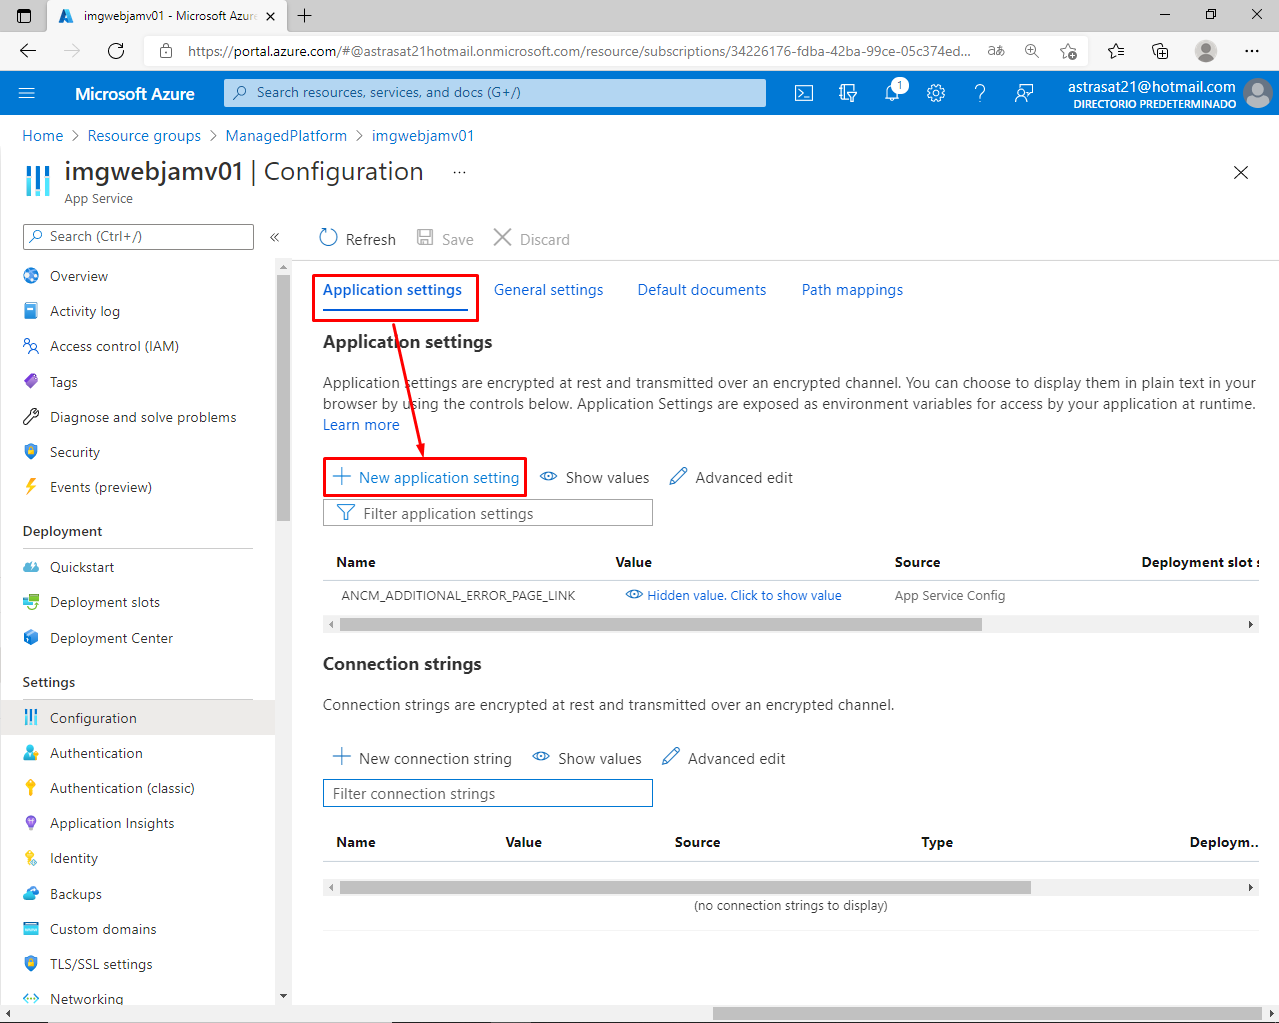 imgwebjamv01 - Microsoft Azure
https://portal.azure.com/#@astrasat21hotmail.onmicrosoft.com/resource/subscriptions/34226176-fdba-42ba-99ce-05c374ed...
Microsoft Azure
Search resources, services, and docs (G+/)
1
astrasat21@hotmail.com
DIRECTORIO PREDETERMINADO
Home > Resource groups > ManagedPlatform > imgwebjamv01
imgwebjamv01 | Configuration ...
App Service
Search (Ctrl+/)
«
Refresh
Save
Discard
Overview
Activity log
Access control (IAM)
Tags
Diagnose and solve problems
Security
Events (preview)
Deployment
Quickstart
Deployment slots
Deployment Center
Settings
Configuration
Authentication
Authentication (classic)
Application Insights
Identity
Backups
Custom domains
TLS/SSL settings
Networking
Application settings
General settings
Default documents
Path mappings
Application settings
Application settings are encrypted at rest and transmitted over an encrypted channel. You can choose to display them in plain text in your
browser by using the controls below. Application Settings are exposed as environment variables for access by your application at runtime.
Learn more
New application setting
Show values
Advanced edit
Filter application settings
Name Value Source Deployment slot s
ANCM_ADDITIONAL_ERROR_PAGE_LINK Hidden value. Click to show value App Service Config
Connection strings
Connection strings are encrypted at rest and transmitted over an encrypted channel.
New connection string
Show values
Advanced edit
Filter connection strings
Name Value Source Type Deploym..
(no connection strings to display)